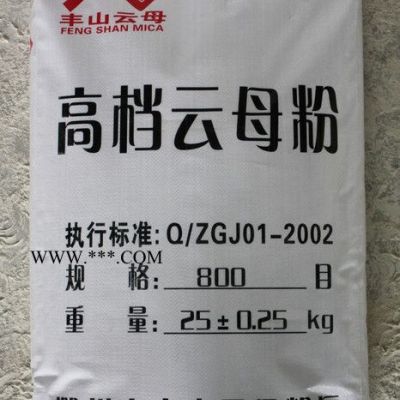 丰山云母
FENG SHAN MICA
高档云母粉
执行标准: Q/ZGJ01-2002
WWW.***.COM
规 格: 800 目
重 量: 25±0.25 kg